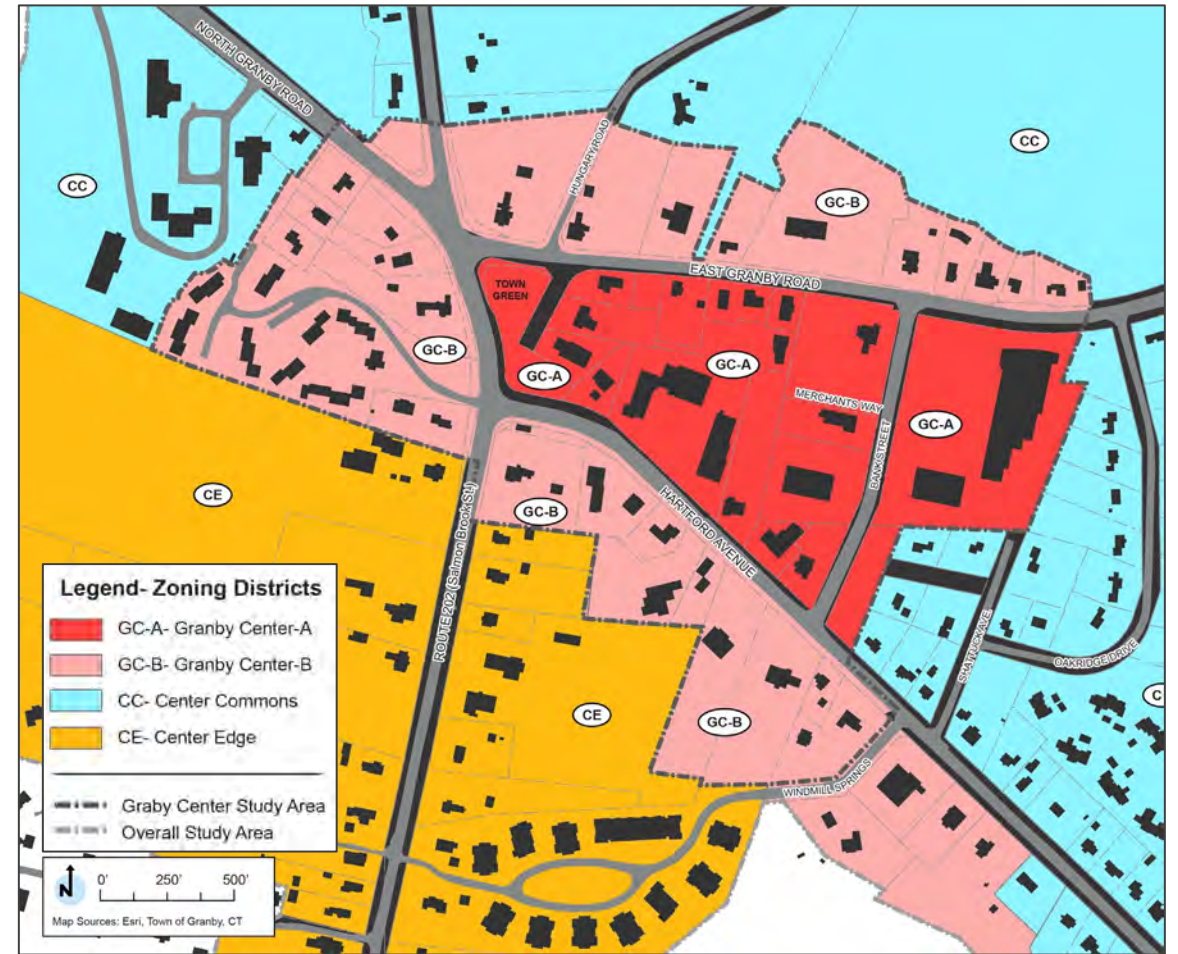 NORTH GRANBY ROAD
HUNGARY ROAD
CC
CC
GC-B
EAST GRANBY ROAD
TOWN
GREEN
GC-B
GC-A
GC-A
MERCHANTS WAY
GC-A
BANK STREET
CE
ROUTE 202 (Salmon Brook St.)
GC-B
HARTFORD AVENUE
SHATTUCK AVE.
OAKRIDGE DRIVE
C
CE
GC-B
WINDMILL SPRINGS
Legend- Zoning Districts
GC-A- Granby Center-A
GC-B- Granby Center-B
CC- Center Commons
CE- Center Edge
Graby Center Study Area
Overall Study Area
N
0' 250' 500'
Map Sources: Esri, Town of Granby, CT